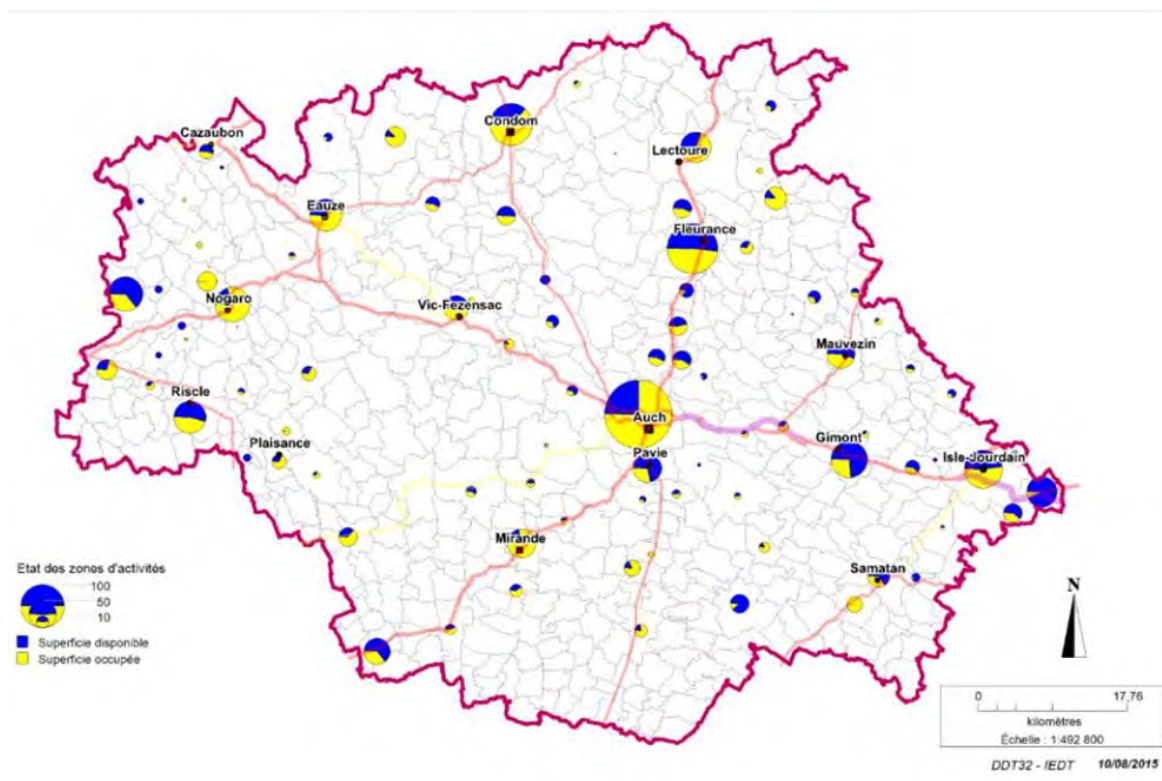 Cazaubon
Condom
Lectoure
Eauze
Fleurance
Nogaro
Vic-Fezensac
Mauvezin
Riscle
Auch
Plaisance
Gimont
Pavie
Isle-Jourdain
Mirande
Samatan
Etat des zones d'activités
100
50
10
Superficie disponible
Superficie occupée
N
0 17,76
kilomètres
Échelle : 1:492 800
DDT32 - IEDT 10/08/2015